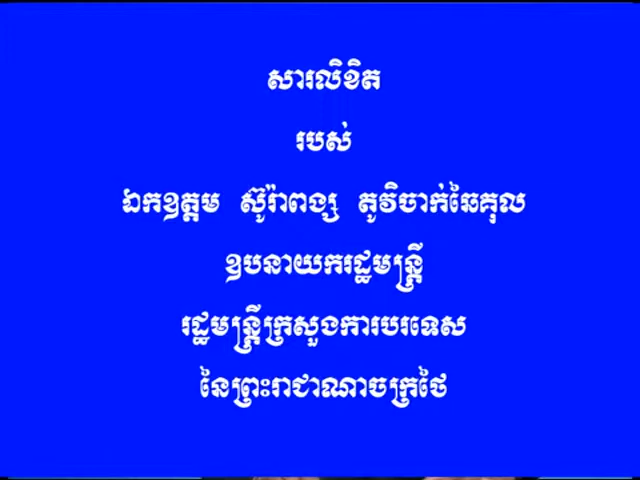 សារលិខិត
របស់
ឯកឧត្តម ស៊ូរ៉ាពង្ស តូវិចាក់ឆៃគុល
ឧបនាយករដ្ឋមន្ត្រី
រដ្ឋមន្ត្រីក្រសួងការបរទេស
នៃព្រះរាជាណាចក្រថៃ